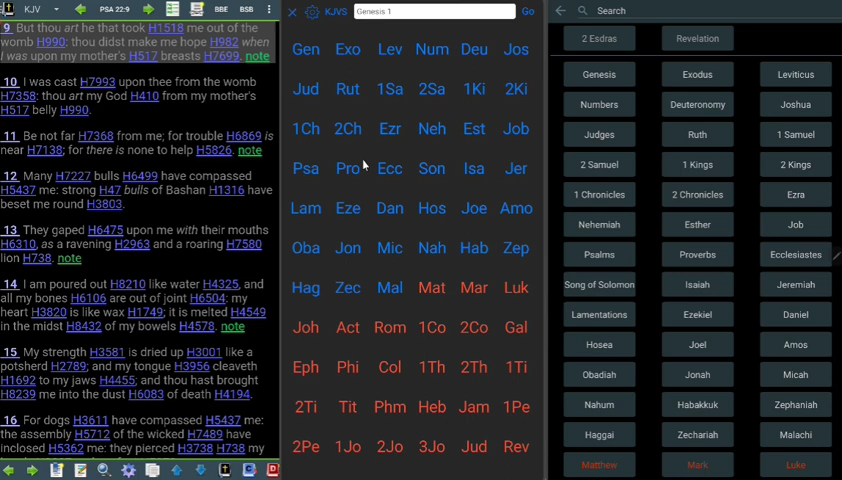 KJV PSA 22:9 BBE BSB
9 But thou art he that took H1518 me out of the
womb H990: thou didst make me hope H982 when
I was upon my mother's H517 breasts H7699. note
10 I was cast H7993 upon thee from the womb
H7358: thou art my God H410 from my mother's
H517 belly H990.
11 Be not far H7368 from me; for trouble H6869 is
near H7138; for there is none to help H5826. note
12 Many H7227 bulls H6499 have compassed
H5437 me: strong H47 bulls of Bashan H1316 have
beset me round H3803.
13 They gaped H6475 upon me with their mouths
H6310, as a ravening H2963 and a roaring H7580
lion H738. note
14 I am poured out H8210 like water H4325, and
all my bones H6106 are out of joint H6504: my
heart H3820 is like wax H1749; it is melted H4549
in the midst H8432 of my bowels H4578. note
15 My strength H3581 is dried up H3001 like a
potsherd H2789; and my tongue H3956 cleaveth
H1692 to my jaws H4455; and thou hast brought
H8239 me into the dust H6083 of death H4194.
16 For dogs H3611 have compassed H5437 me:
the assembly H5712 of the wicked H7489 have
inclosed H5362 me: they pierced H3738 H738 my
KJVS Genesis 1 Go
Gen Exo Lev Num Deu Jos
Jud Rut 1Sa 2Sa 1Ki 2Ki
1Ch 2Ch Ezr Neh Est Job
Psa Pro Ecc Son Isa Jer
Lam Eze Dan Hos Joe Amo
Oba Jon Mic Nah Hab Zep
Hag Zec Mal Mat Mar Luk
Joh Act Rom 1Co 2Co Gal
Eph Phi Col 1Th 2Th 1Ti
2Ti Tit Phm Heb Jam 1Pe
2Pe 1Jo 2Jo 3Jo Jud Rev
Search
2 Esdras Revelation
Genesis Exodus Leviticus
Numbers Deuteronomy Joshua
Judges Ruth 1 Samuel
2 Samuel 1 Kings 2 Kings
1 Chronicles 2 Chronicles Ezra
Nehemiah Esther Job
Psalms Proverbs Ecclesiastes
Song of Solomon Isaiah Jeremiah
Lamentations Ezekiel Daniel
Hosea Joel Amos
Obadiah Jonah Micah
Nahum Habakkuk Zephaniah
Haggai Zechariah Malachi
Matthew Mark Luke